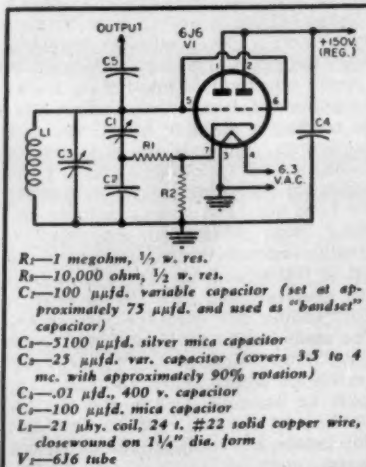 OUTPUT
6J6
V1
+150V.
(REG.)
1
2
C5
5
6
L1
C1
C3
R1
C4
7
3
4
C2
R2
6.3
V.A.C.
R₁—1 megohm, ½ w. res.
R₂—10,000 ohm, ½ w. res.
C₁—100 μμfd. variable capacitor (set at ap-
proximately 75 μμfd. and used as "bandset"
capacitor)
C₂—5100 μμfd. silver mica capacitor
C₃—25 μμfd. var. capacitor (covers 3.5 to 4
mc. with approximately 90% rotation)
C₄—.01 μfd., 400 v. capacitor
C₅—100 μμfd. mica capacitor
L₁—21 μhy. coil, 24 t. #22 solid copper wire,
closewound on 1¼" dia. form
V₁—6J6 tube